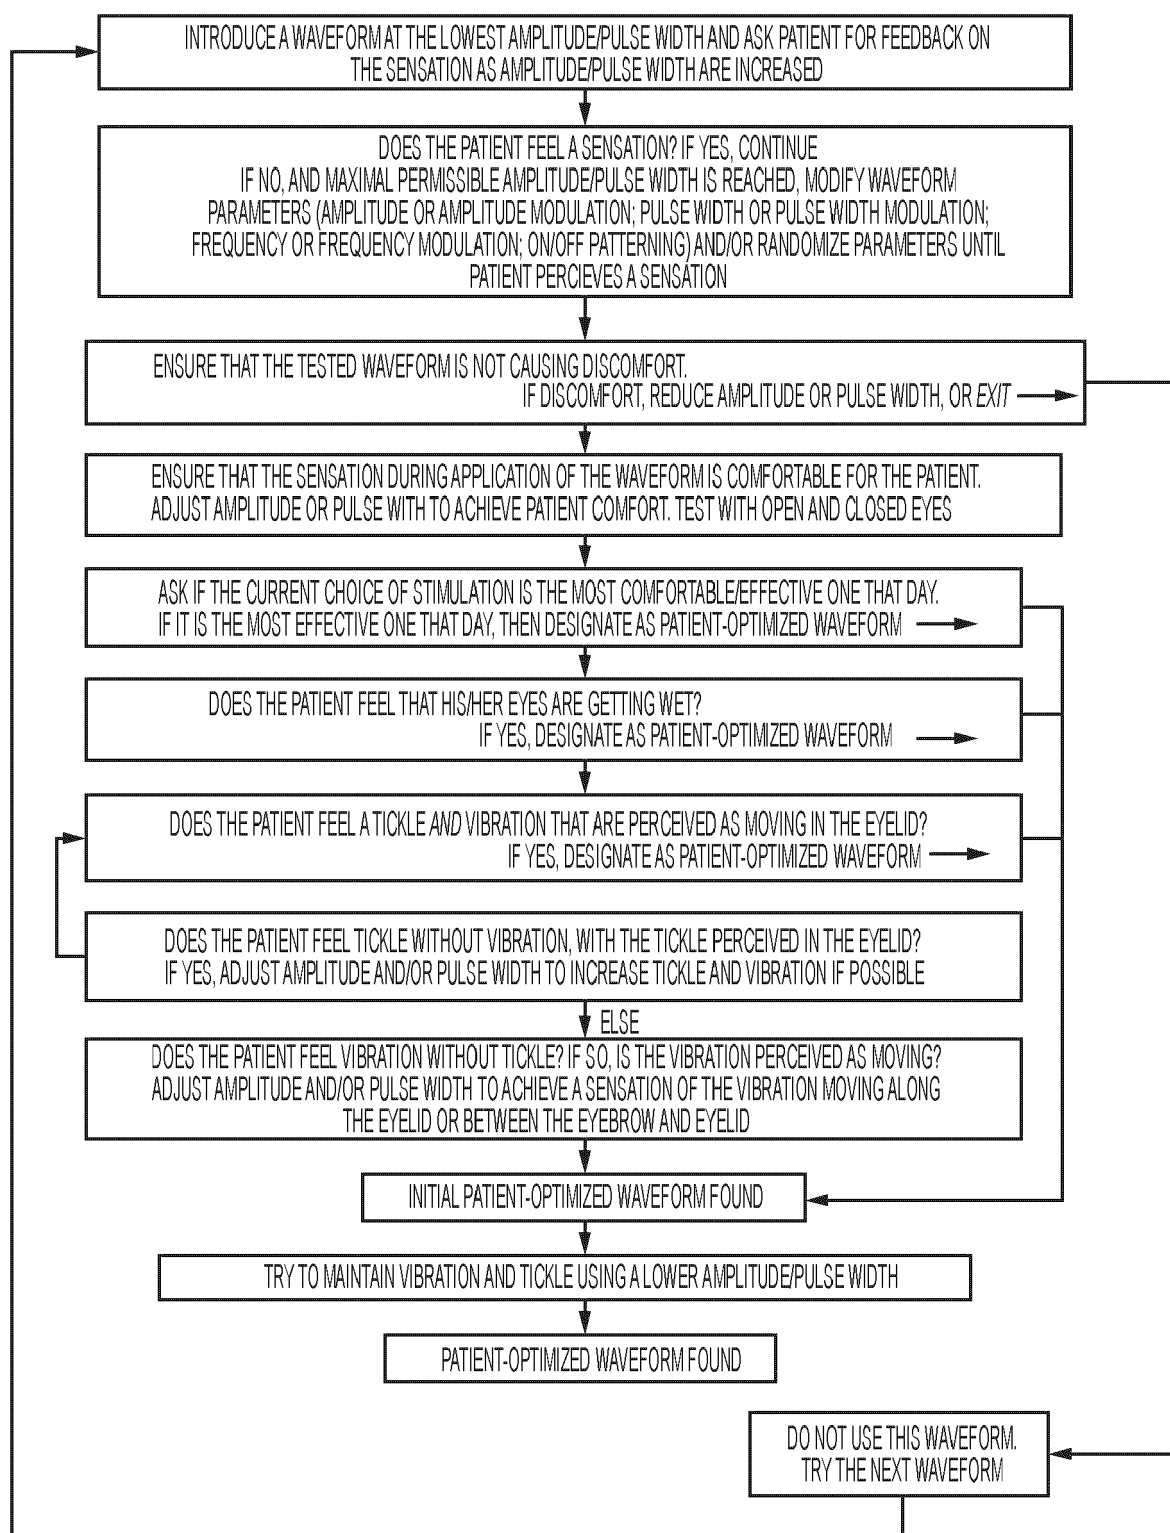 INTRODUCE A WAVEFORM AT THE LOWEST AMPLITUDE/PULSE WIDTH AND ASK PATIENT FOR FEEDBACK ON
THE SENSATION AS AMPLITUDE/PULSE WIDTH ARE INCREASED
DOES THE PATIENT FEEL A SENSATION? IF YES, CONTINUE
IF NO, AND MAXIMAL PERMISSIBLE AMPLITUDE/PULSE WIDTH IS REACHED, MODIFY WAVEFORM
PARAMETERS (AMPLITUDE OR AMPLITUDE MODULATION; PULSE WIDTH OR PULSE WIDTH MODULATION;
FREQUENCY OR FREQUENCY MODULATION; ON/OFF PATTERNING) AND/OR RANDOMIZE PARAMETERS UNTIL
PATIENT PERCIEVES A SENSATION
ENSURE THAT THE TESTED WAVEFORM IS NOT CAUSING DISCOMFORT.
IF DISCOMFORT, REDUCE AMPLITUDE OR PULSE WIDTH, OR EXIT
ENSURE THAT THE SENSATION DURING APPLICATION OF THE WAVEFORM IS COMFORTABLE FOR THE PATIENT.
ADJUST AMPLITUDE OR PULSE WITH TO ACHIEVE PATIENT COMFORT. TEST WITH OPEN AND CLOSED EYES
ASK IF THE CURRENT CHOICE OF STIMULATION IS THE MOST COMFORTABLE/EFFECTIVE ONE THAT DAY.
IF IT IS THE MOST EFFECTIVE ONE THAT DAY, THEN DESIGNATE AS PATIENT-OPTIMIZED WAVEFORM
DOES THE PATIENT FEEL THAT HIS/HER EYES ARE GETTING WET?
IF YES, DESIGNATE AS PATIENT-OPTIMIZED WAVEFORM
DOES THE PATIENT FEEL A TICKLE AND VIBRATION THAT ARE PERCEIVED AS MOVING IN THE EYELID?
IF YES, DESIGNATE AS PATIENT-OPTIMIZED WAVEFORM
DOES THE PATIENT FEEL TICKLE WITHOUT VIBRATION, WITH THE TICKLE PERCEIVED IN THE EYELID?
IF YES, ADJUST AMPLITUDE AND/OR PULSE WIDTH TO INCREASE TICKLE AND VIBRATION IF POSSIBLE
ELSE
DOES THE PATIENT FEEL VIBRATION WITHOUT TICKLE? IF SO, IS THE VIBRATION PERCEIVED AS MOVING?
ADJUST AMPLITUDE AND/OR PULSE WIDTH TO ACHIEVE A SENSATION OF THE VIBRATION MOVING ALONG
THE EYELID OR BETWEEN THE EYEBROW AND EYELID
INITIAL PATIENT-OPTIMIZED WAVEFORM FOUND
TRY TO MAINTAIN VIBRATION AND TICKLE USING A LOWER AMPLITUDE/PULSE WIDTH
PATIENT-OPTIMIZED WAVEFORM FOUND
DO NOT USE THIS WAVEFORM.
TRY THE NEXT WAVEFORM